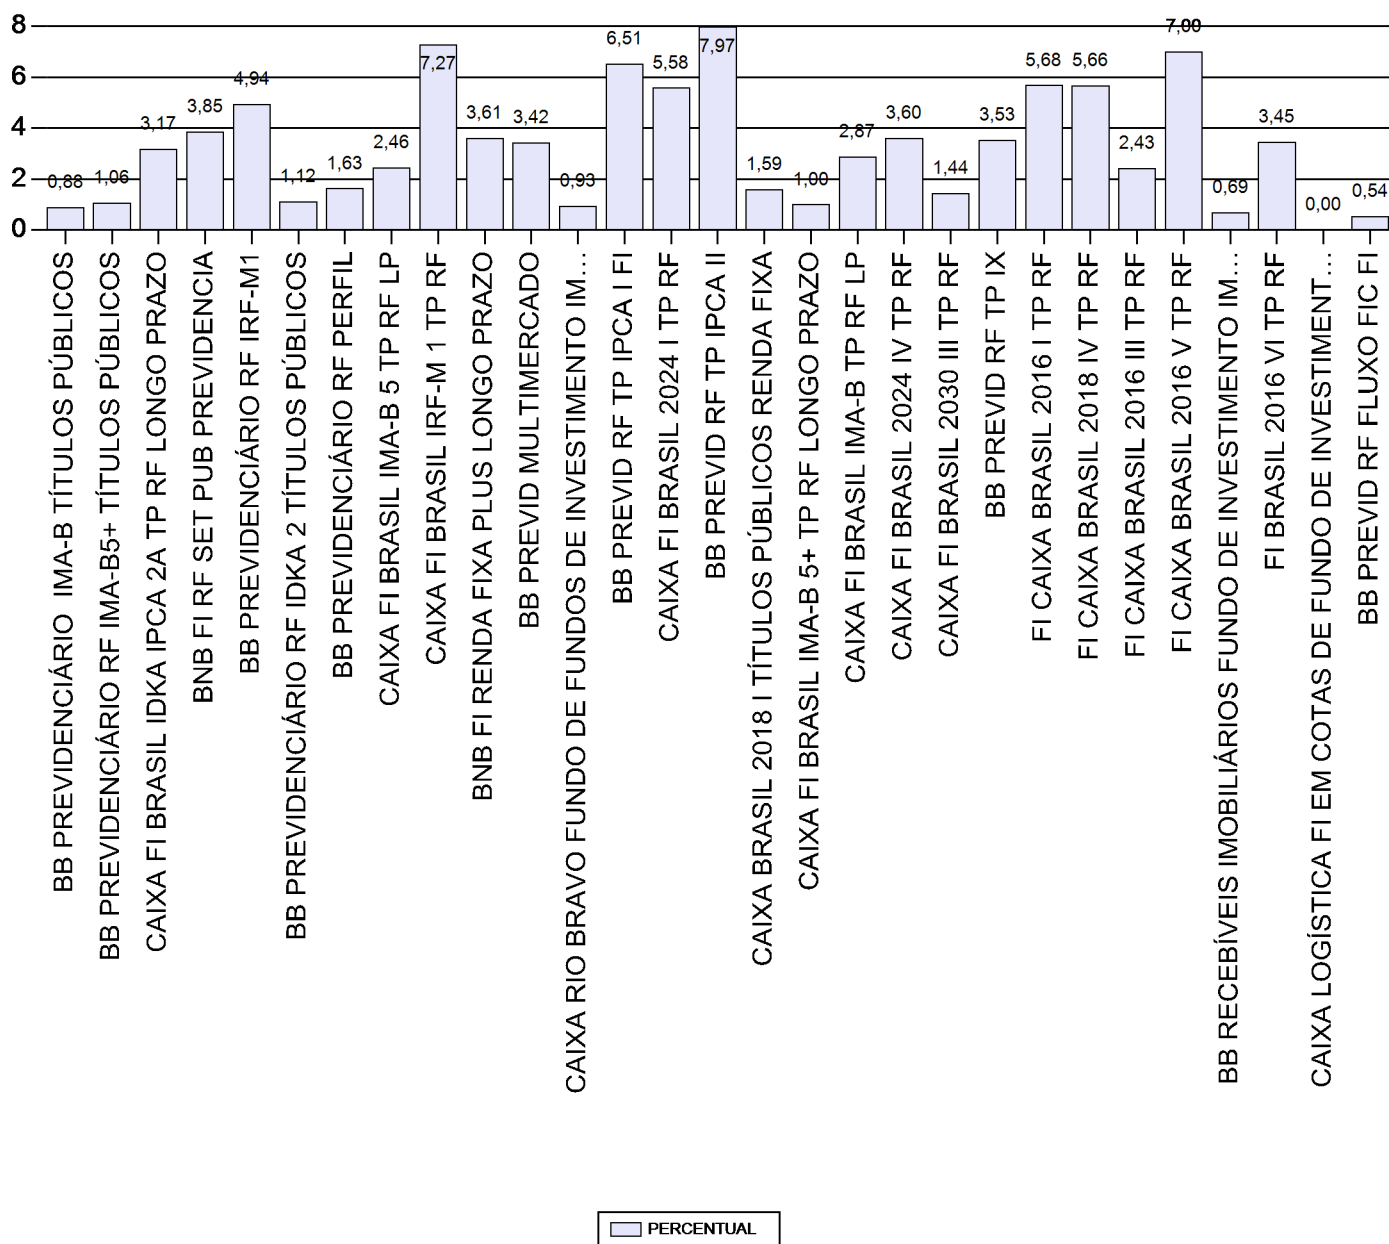 8
6
4
2
0
0,88
1,06
3,17
3,85
4,94
1,12
1,63
2,46
7,27
3,61
3,42
0,93
6,51
5,58
7,97
1,59
1,00
2,87
3,60
1,44
3,53
5,68
5,66
2,43
7,00
0,69
3,45
0,00
0,54
BB PREVIDENCIÁRIO IMA-B TÍTULOS PÚBLICOS
BB PREVIDENCIÁRIO RF IMA-B5+ TÍTULOS PÚBLICOS
CAIXA FI BRASIL IDKA IPCA 2A TP RF LONGO PRAZO
BNB FI RF SET PUB PREVIDENCIA
BB PREVIDENCIÁRIO RF IRF-M1
BB PREVIDENCIÁRIO RF IDKA 2 TÍTULOS PÚBLICOS
BB PREVIDENCIÁRIO RF PERFIL
CAIXA FI BRASIL IMA-B 5 TP RF LP
CAIXA FI BRASIL IRF-M 1 TP RF
BNB FI RENDA FIXA PLUS LONGO PRAZO
BB PREVID MULTIMERCADO
CAIXA RIO BRAVO FUNDO DE FUNDOS DE INVESTIMENTO IM...
BB PREVID RF TP IPCA I FI
CAIXA FI BRASIL 2024 I TP RF
BB PREVID RF TP IPCA II
CAIXA BRASIL 2018 I TÍTULOS PÚBLICOS RENDA FIXA
CAIXA FI BRASIL IMA-B 5+ TP RF LONGO PRAZO
CAIXA FI BRASIL IMA-B TP RF LP
CAIXA FI BRASIL 2024 IV TP RF
CAIXA FI BRASIL 2030 III TP RF
BB PREVID RF TP IX
FI CAIXA BRASIL 2016 I TP RF
FI CAIXA BRASIL 2018 IV TP RF
FI CAIXA BRASIL 2016 III TP RF
FI CAIXA BRASIL 2016 V TP RF
BB RECEBÍVEIS IMOBILIÁRIOS FUNDO DE INVESTIMENTO IM...
FI BRASIL 2016 VI TP RF
CAIXA LOGÍSTICA FI EM COTAS DE FUNDO DE INVESTIMENT...
BB PREVID RF FLUXO FIC FI
PERCENTUAL